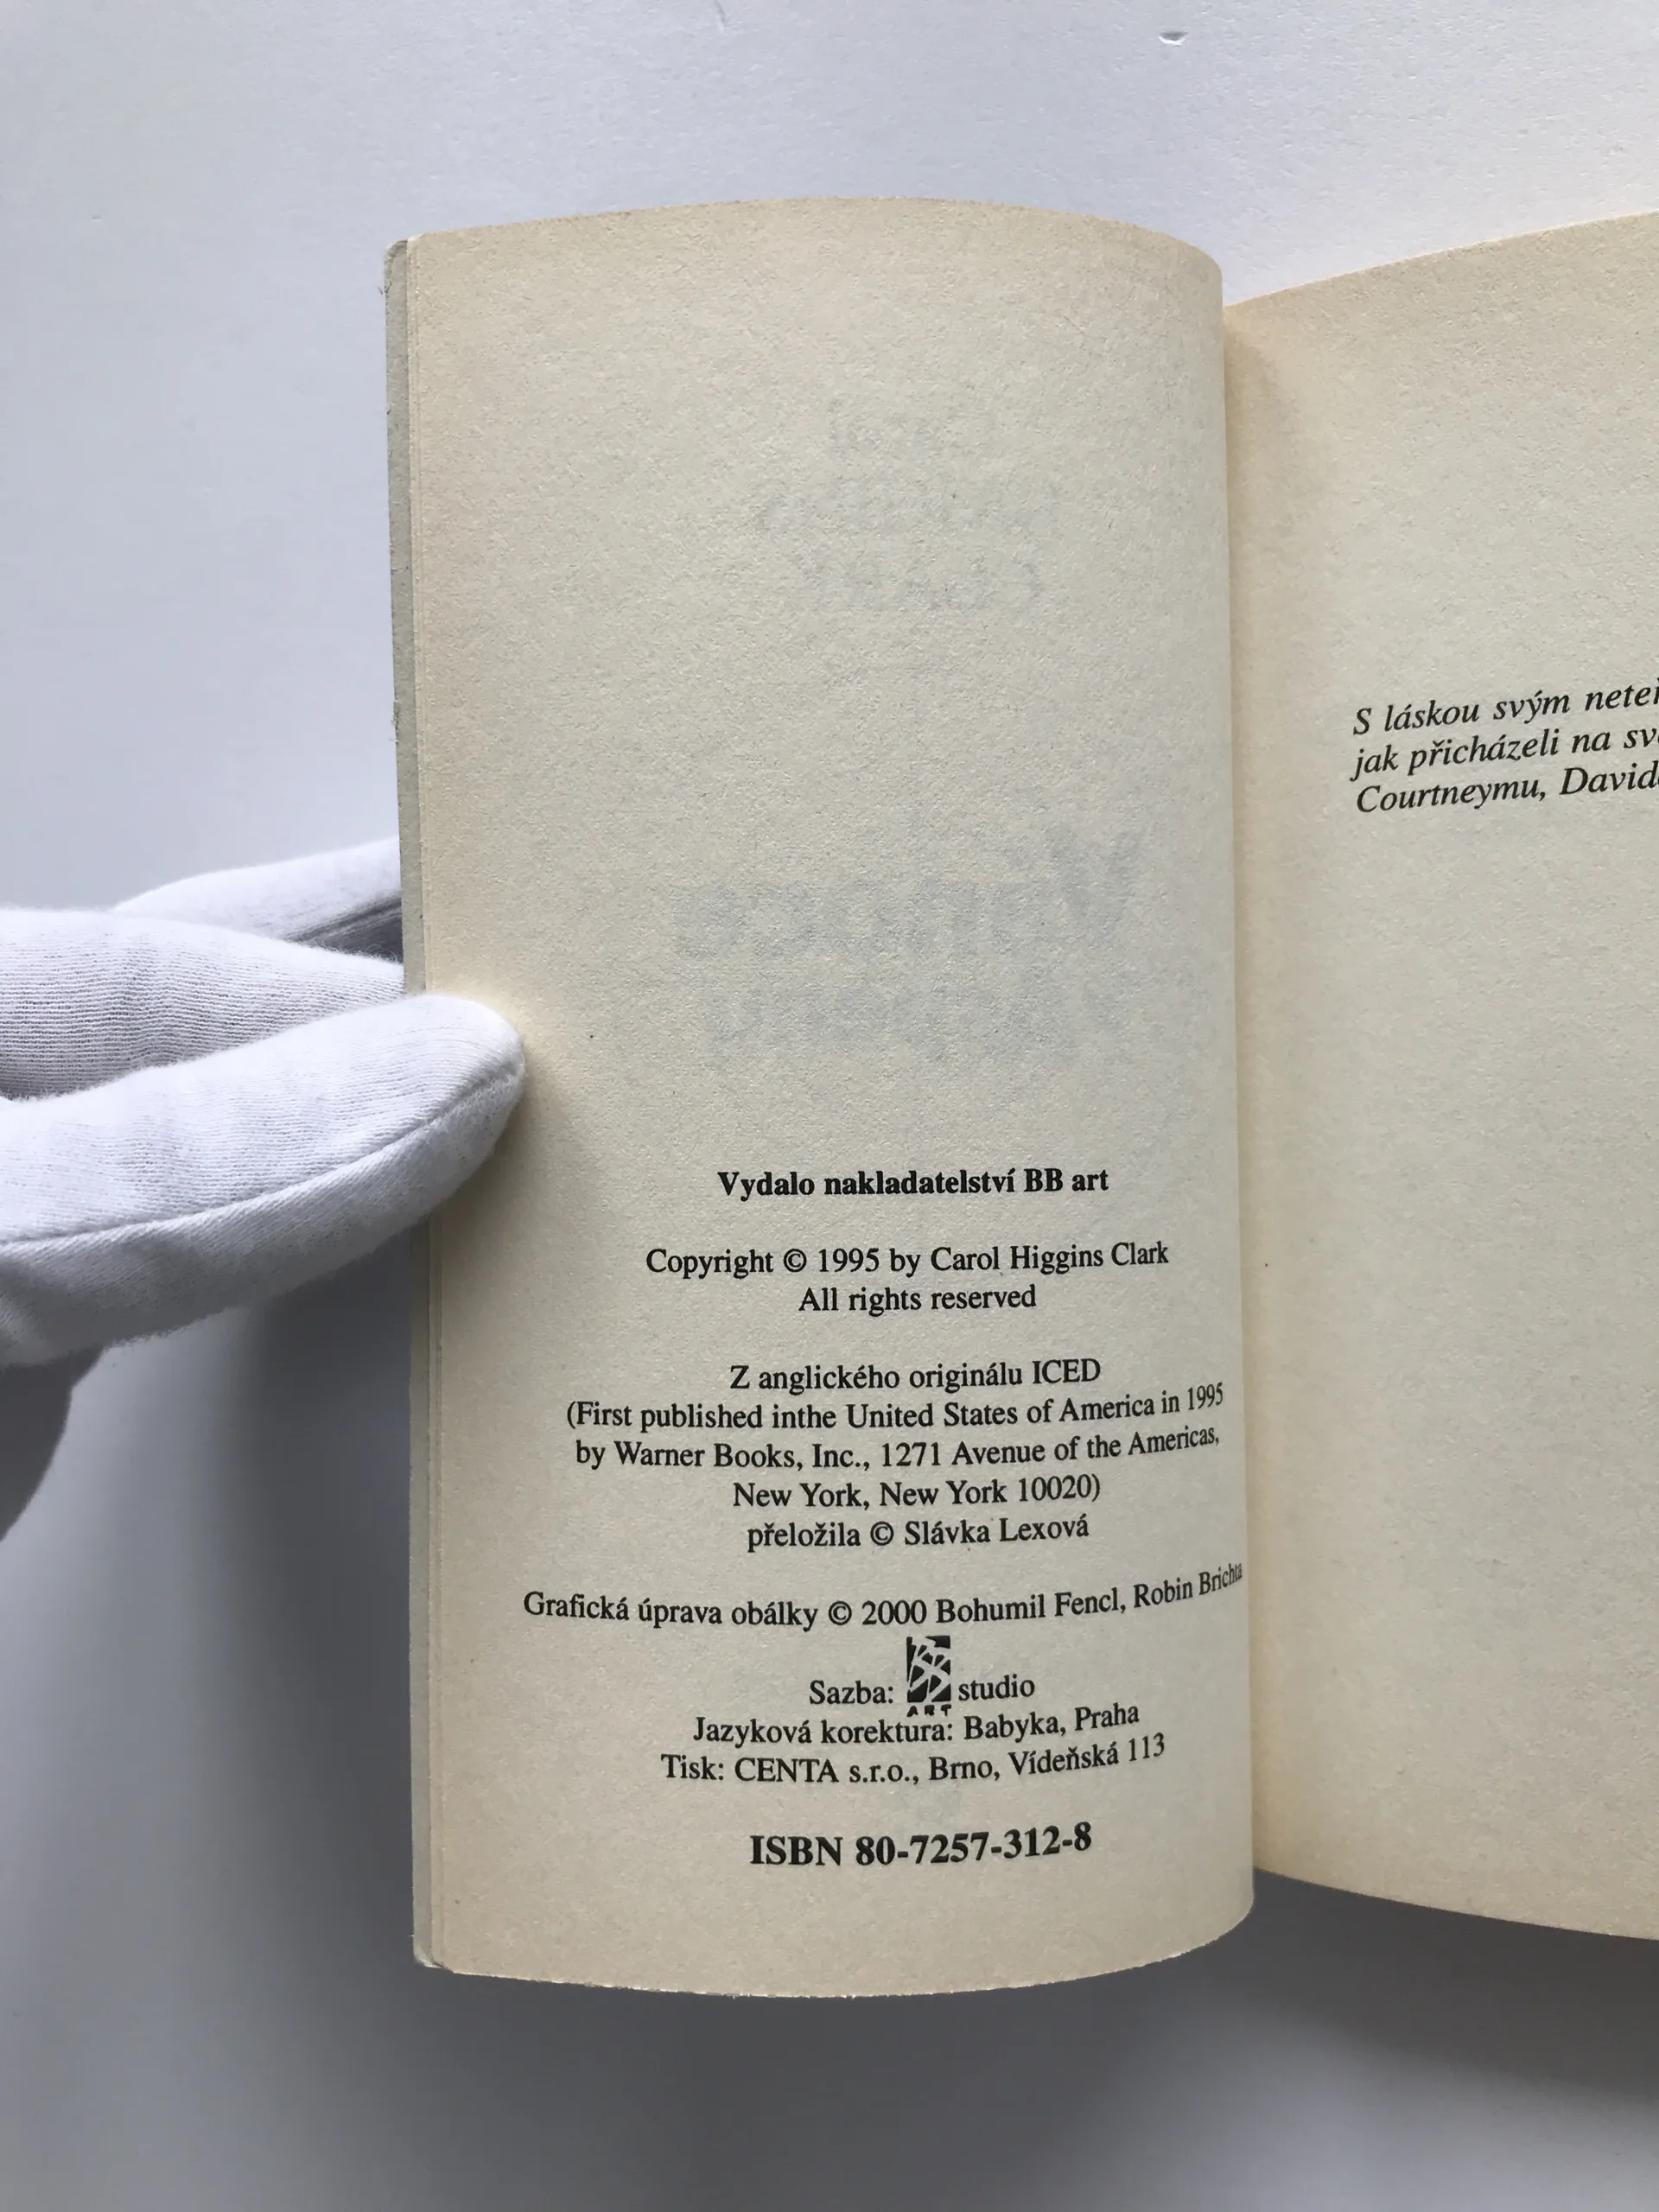 Vydalo nakladatelství BB art
Copyright © 1995 by Carol Higgins Clark
All rights reserved
Z anglického originálu ICED
(First published inthe United States of America in 1995
by Warner Books, Inc., 1271 Avenue of the Americas,
New York, New York 10020)
přeložila © Slávka Lexová
Grafická úprava obálky © 2000 Bohumil Fencl, Robin Brichta
Sazba: BB ART studio
Jazyková korektura: Babyka, Praha
Tisk: CENTA s.r.o., Brno, Vídeňská 113
ISBN 80-7257-312-8
S láskou svým
jak přicházeli na
Courtneymu,